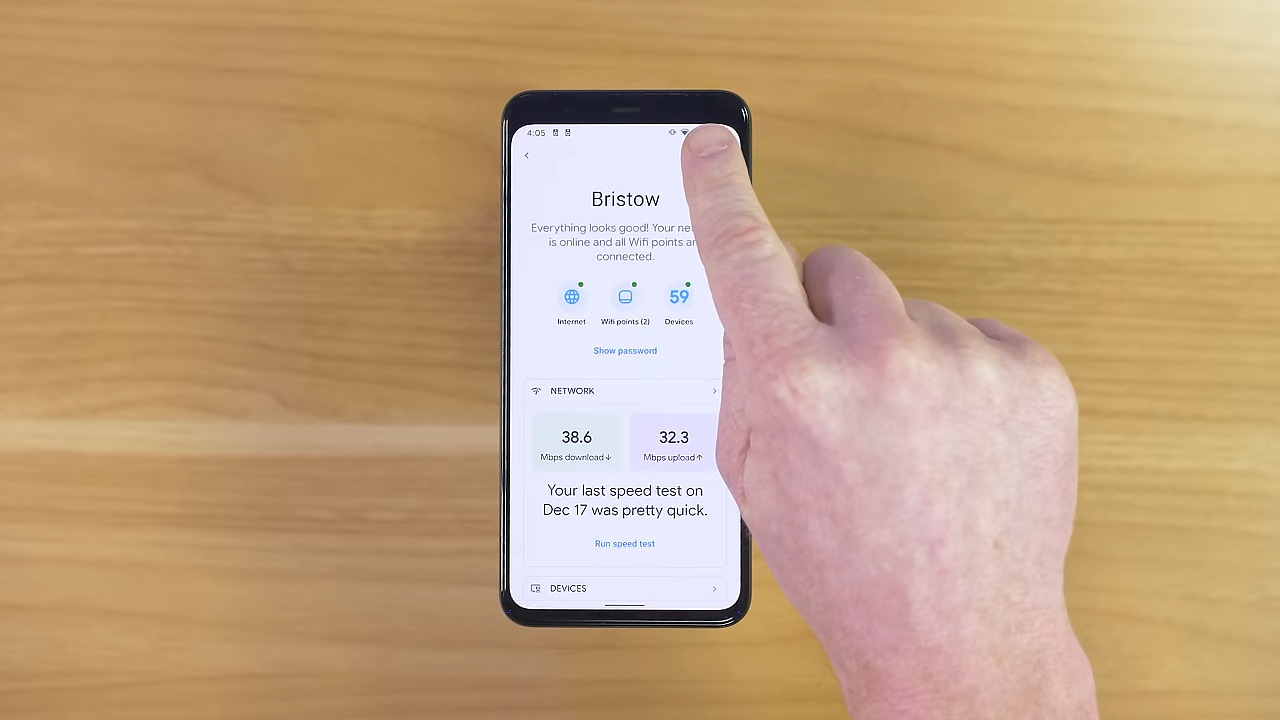 4:05
Bristow
Everything looks good! Your
is online and all Wifi points
connected.
59
Internet
Wifi points (2)
Devices
Show password
NETWORK
38.6
32.3
Mbps download↓
Mbps upload↑
Your last speed test on
Dec 17 was pretty quick.
Run speed test
DEVICES